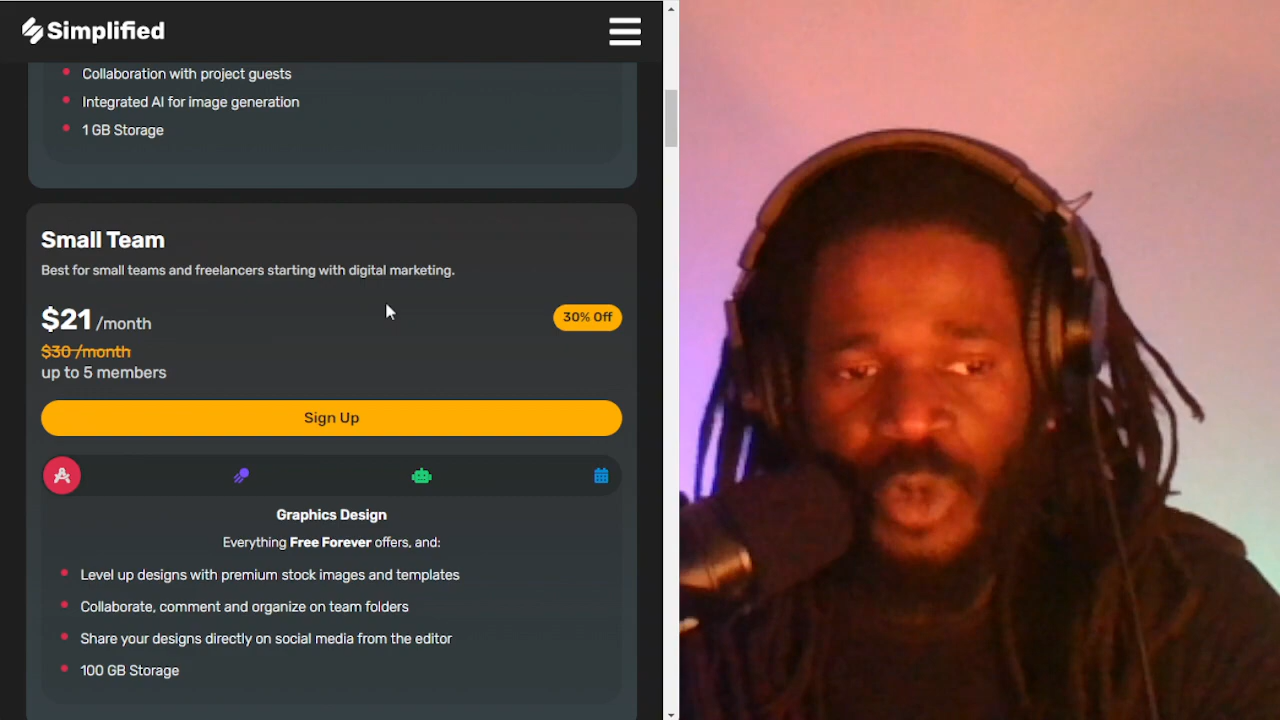 Simplified
Collaboration with project guests
Integrated AI for image generation
1 GB Storage
Small Team
Best for small teams and freelancers starting with digital marketing.
$21 /month
30% Off
$30 /month
up to 5 members
Sign Up
Graphics Design
Everything Free Forever offers, and:
Level up designs with premium stock images and templates
Collaborate, comment and organize on team folders
Share your designs directly on social media from the editor
100 GB Storage